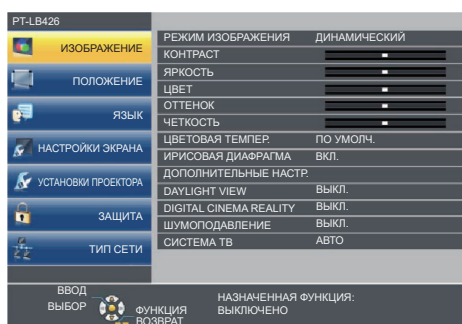 PT-LB426
ИЗОБРАЖЕНИЕ
ПОЛОЖЕНИЕ
ЯЗЫК
НАСТРОЙКИ ЭКРАНА
УСТАНОВКИ ПРОЕКТОРА
ЗАЩИТА
ТИП СЕТИ
РЕЖИМ ИЗОБРАЖЕНИЯ ДИНАМИЧЕСКИЙ
КОНТРАСТ
ЯРКОСТЬ
ЦВЕТ
ОТТЕНОК
ЧЕТКОСТЬ
ЦВЕТОВАЯ ТЕМПЕР. ПО УМОЛЧ.
ИРИСОВАЯ ДИАФРАГМА ВКЛ.
ДОПОЛНИТЕЛЬНЫЕ НАСТР.
DAYLIGHT VIEW ВЫКЛ.
DIGITAL CINEMA REALITY ВЫКЛ.
ШУМОПОДАВЛЕНИЕ ВЫКЛ.
СИСТЕМА ТВ АВТО
ВВОД
ВЫБОР
ФУНКЦИЯ
ВОЗВРАТ
НАЗНАЧЕННАЯ ФУНКЦИЯ:
ВЫКЛЮЧЕНО